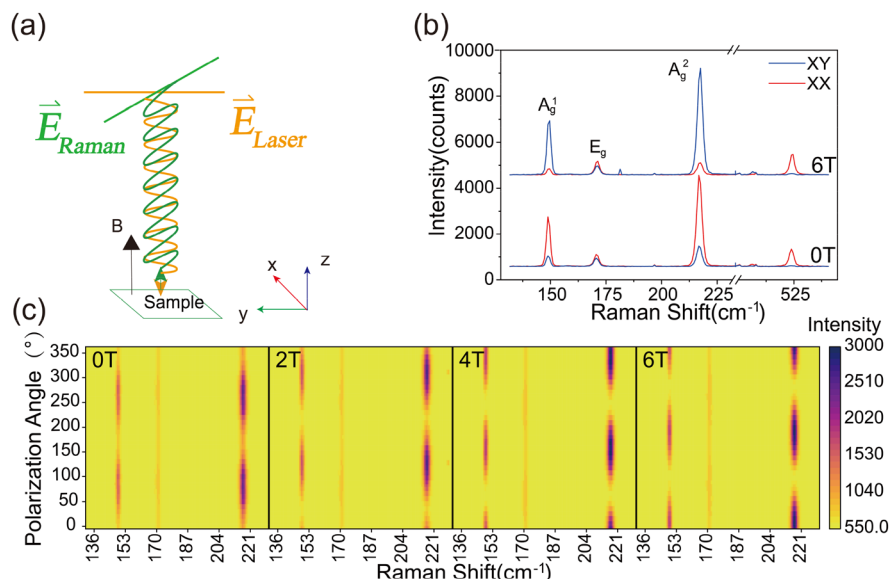 (a)
E Raman
E Laser
B
Sample
x
y
z
(b)
Intensity(counts)
10000
8000
6000
4000
2000
0
A_g^1
E_g
A_g^2
XY
XX
6T
0T
150 175 200 225 525
Raman Shift(cm⁻¹)
(c)
Polarization Angle (°)
350
300
250
200
150
100
50
0
0T 2T 4T 6T
136 153 170 187 204 221 136 153 170 187 204 221 136 153 170 187 204 221 136 153 170 187 204 221
Raman Shift(cm⁻¹)
Intensity
3000
2510
2020
1530
1040
550.0